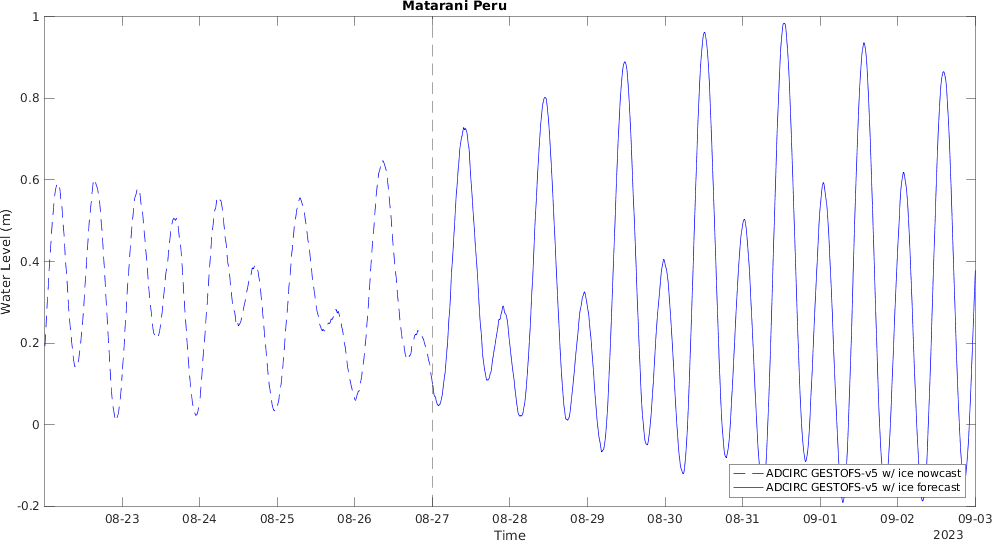 Matarani Peru
Water Level (m)
1
0.8
0.6
0.4
0.2
0
-0.2
ADCIRC GESTOFS-v5 w/ ice nowcast
ADCIRC GESTOFS-v5 w/ ice forecast
08-23 08-24 08-25 08-26 08-27 08-28 08-29 08-30 08-31 09-01 09-02 09-03
Time
2023